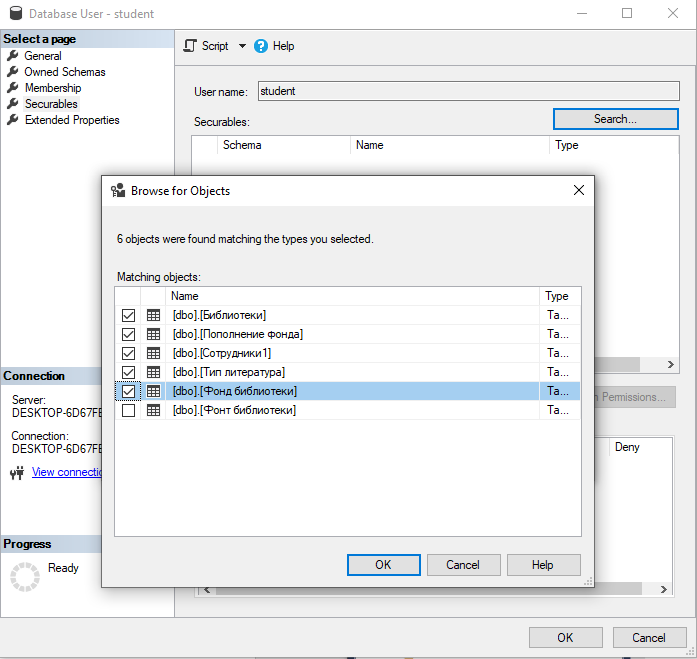 Database User - student
Select a page
General
Owned Schemas
Membership
Securables
Extended Properties
Script
Help
User name:
student
Securables:
Search...
Schema
Name
Type
Browse for Objects
6 objects were found matching the types you selected.
Matching objects:
Name
Type
[dbo].[Библиотеки]
Ta...
[dbo].[Пополнение фонда]
Ta...
[dbo].[Сотрудники1]
Ta...
[dbo].[Тип литература]
Ta...
[dbo].[Фонд библиотеки]
Ta...
[dbo].[Фонт библиотеки]
Ta...
OK
Cancel
Help
Connection
Server:
DESKTOP-6D67FE
Connection:
DESKTOP-6D67FE
View connectio
Permissions...
Deny
Progress
Ready
OK
Cancel